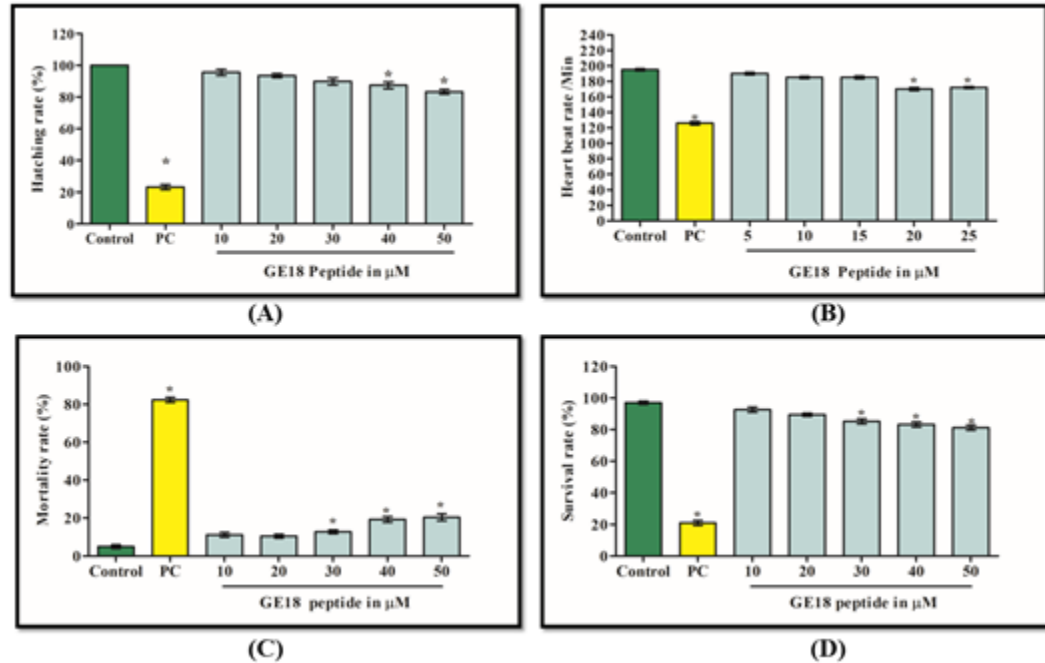 Hatching rate (%)
120
100
80
60
40
20
0
*
*
*
Control PC 10 20 30 40 50
GE18 Peptide in μM
(A)
Heart beat rate /Min
240
220
200
180
160
140
120
100
80
60
40
20
0
*
*
*
Control PC 5 10 15 20 25
GE18 Peptide in μM
(B)
Mortality rate (%)
100
80
60
40
20
0
*
*
*
*
Control PC 10 20 30 40 50
GE18 peptide in μM
(C)
Survival rate (%)
120
100
80
60
40
20
0
*
*
*
*
Control PC 10 20 30 40 50
GE18 peptide in μM
(D)